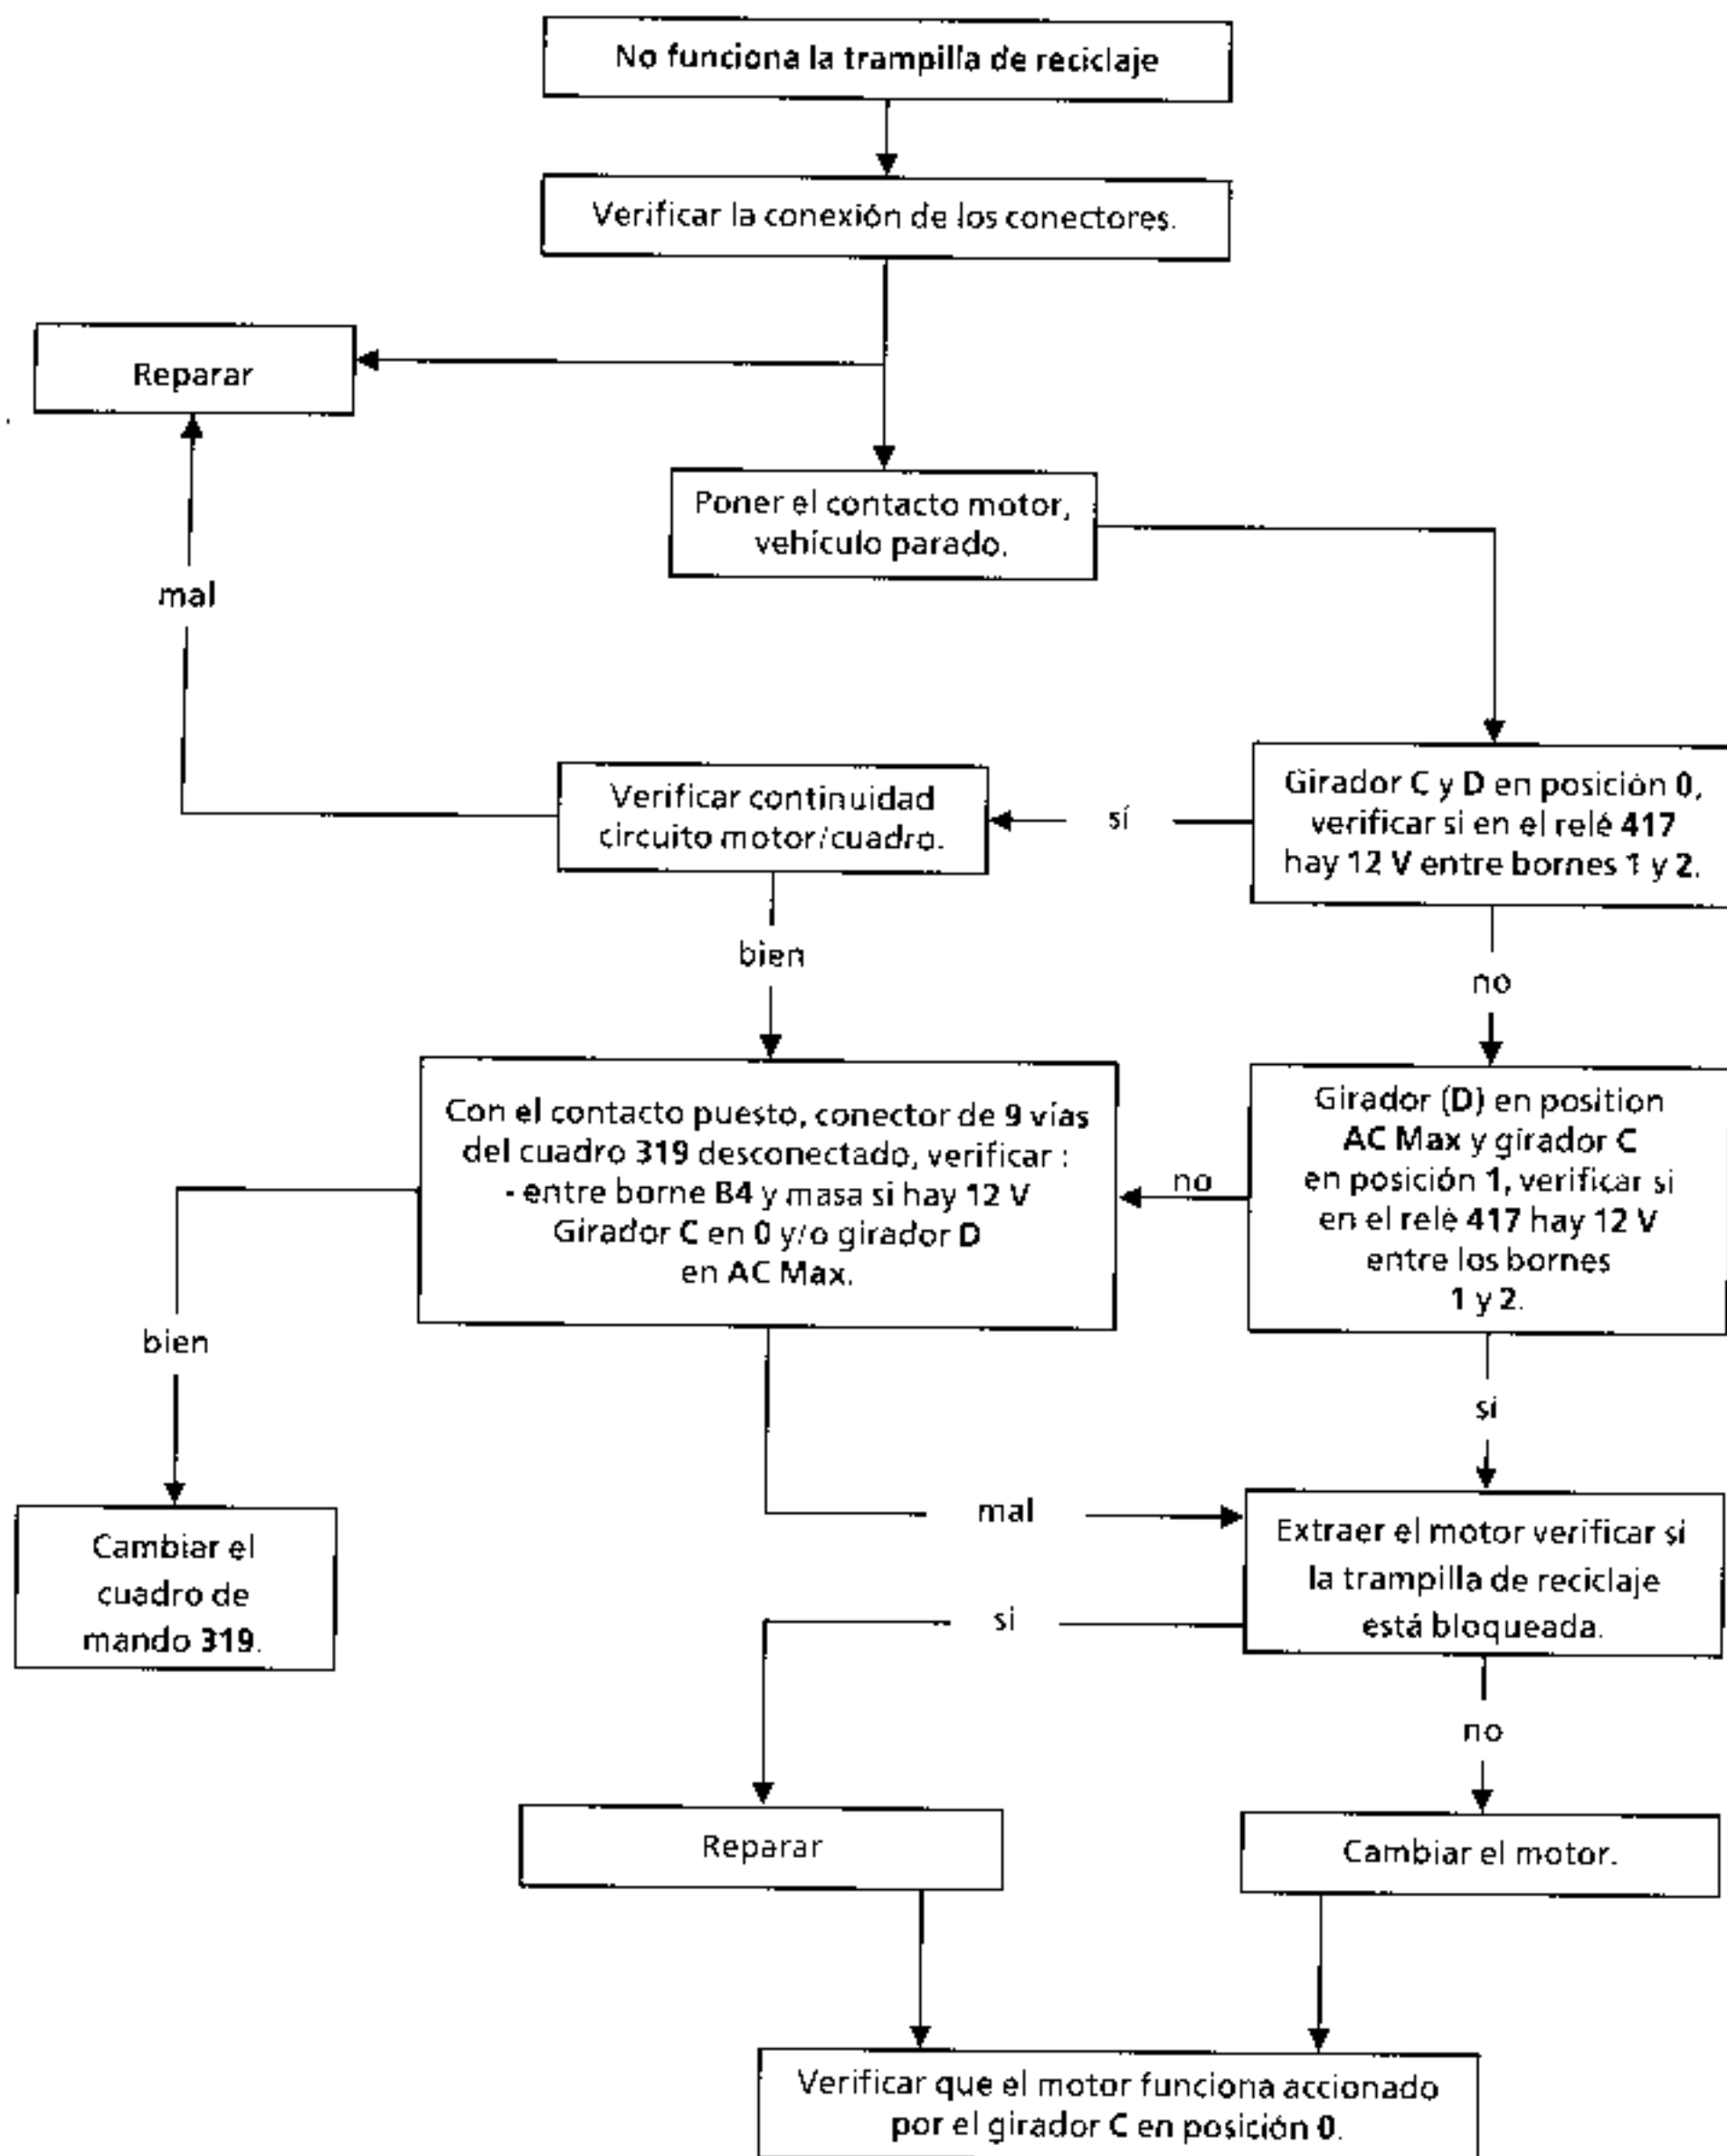 No funciona la trampilla de reciclaje
Verificar la conexión de los conectores.
Reparar
Poner el contacto motor,
vehículo parado.
mal
Verificar continuidad
circuito motor/cuadro.
sí
Girador C y D en posición 0,
verificar si en el relé 417
hay 12 V entre bornes 1 y 2.
bien
no
Con el contacto puesto, conector de 9 vías
del cuadro 319 desconectado, verificar :
- entre borne B4 y masa si hay 12 V
Girador C en 0 y/o girador D
en AC Max.
no
Girador (D) en position
AC Max y girador C
en posición 1, verificar si
en el relé 417 hay 12 V
entre los bornes
1 y 2.
bien
sí
Cambiar el
cuadro de
mando 319.
mal
Extraer el motor verificar si
la trampilla de reciclaje
está bloqueada.
si
no
Reparar
Cambiar el motor.
Verificar que el motor funciona accionado
por el girador C en posición 0.